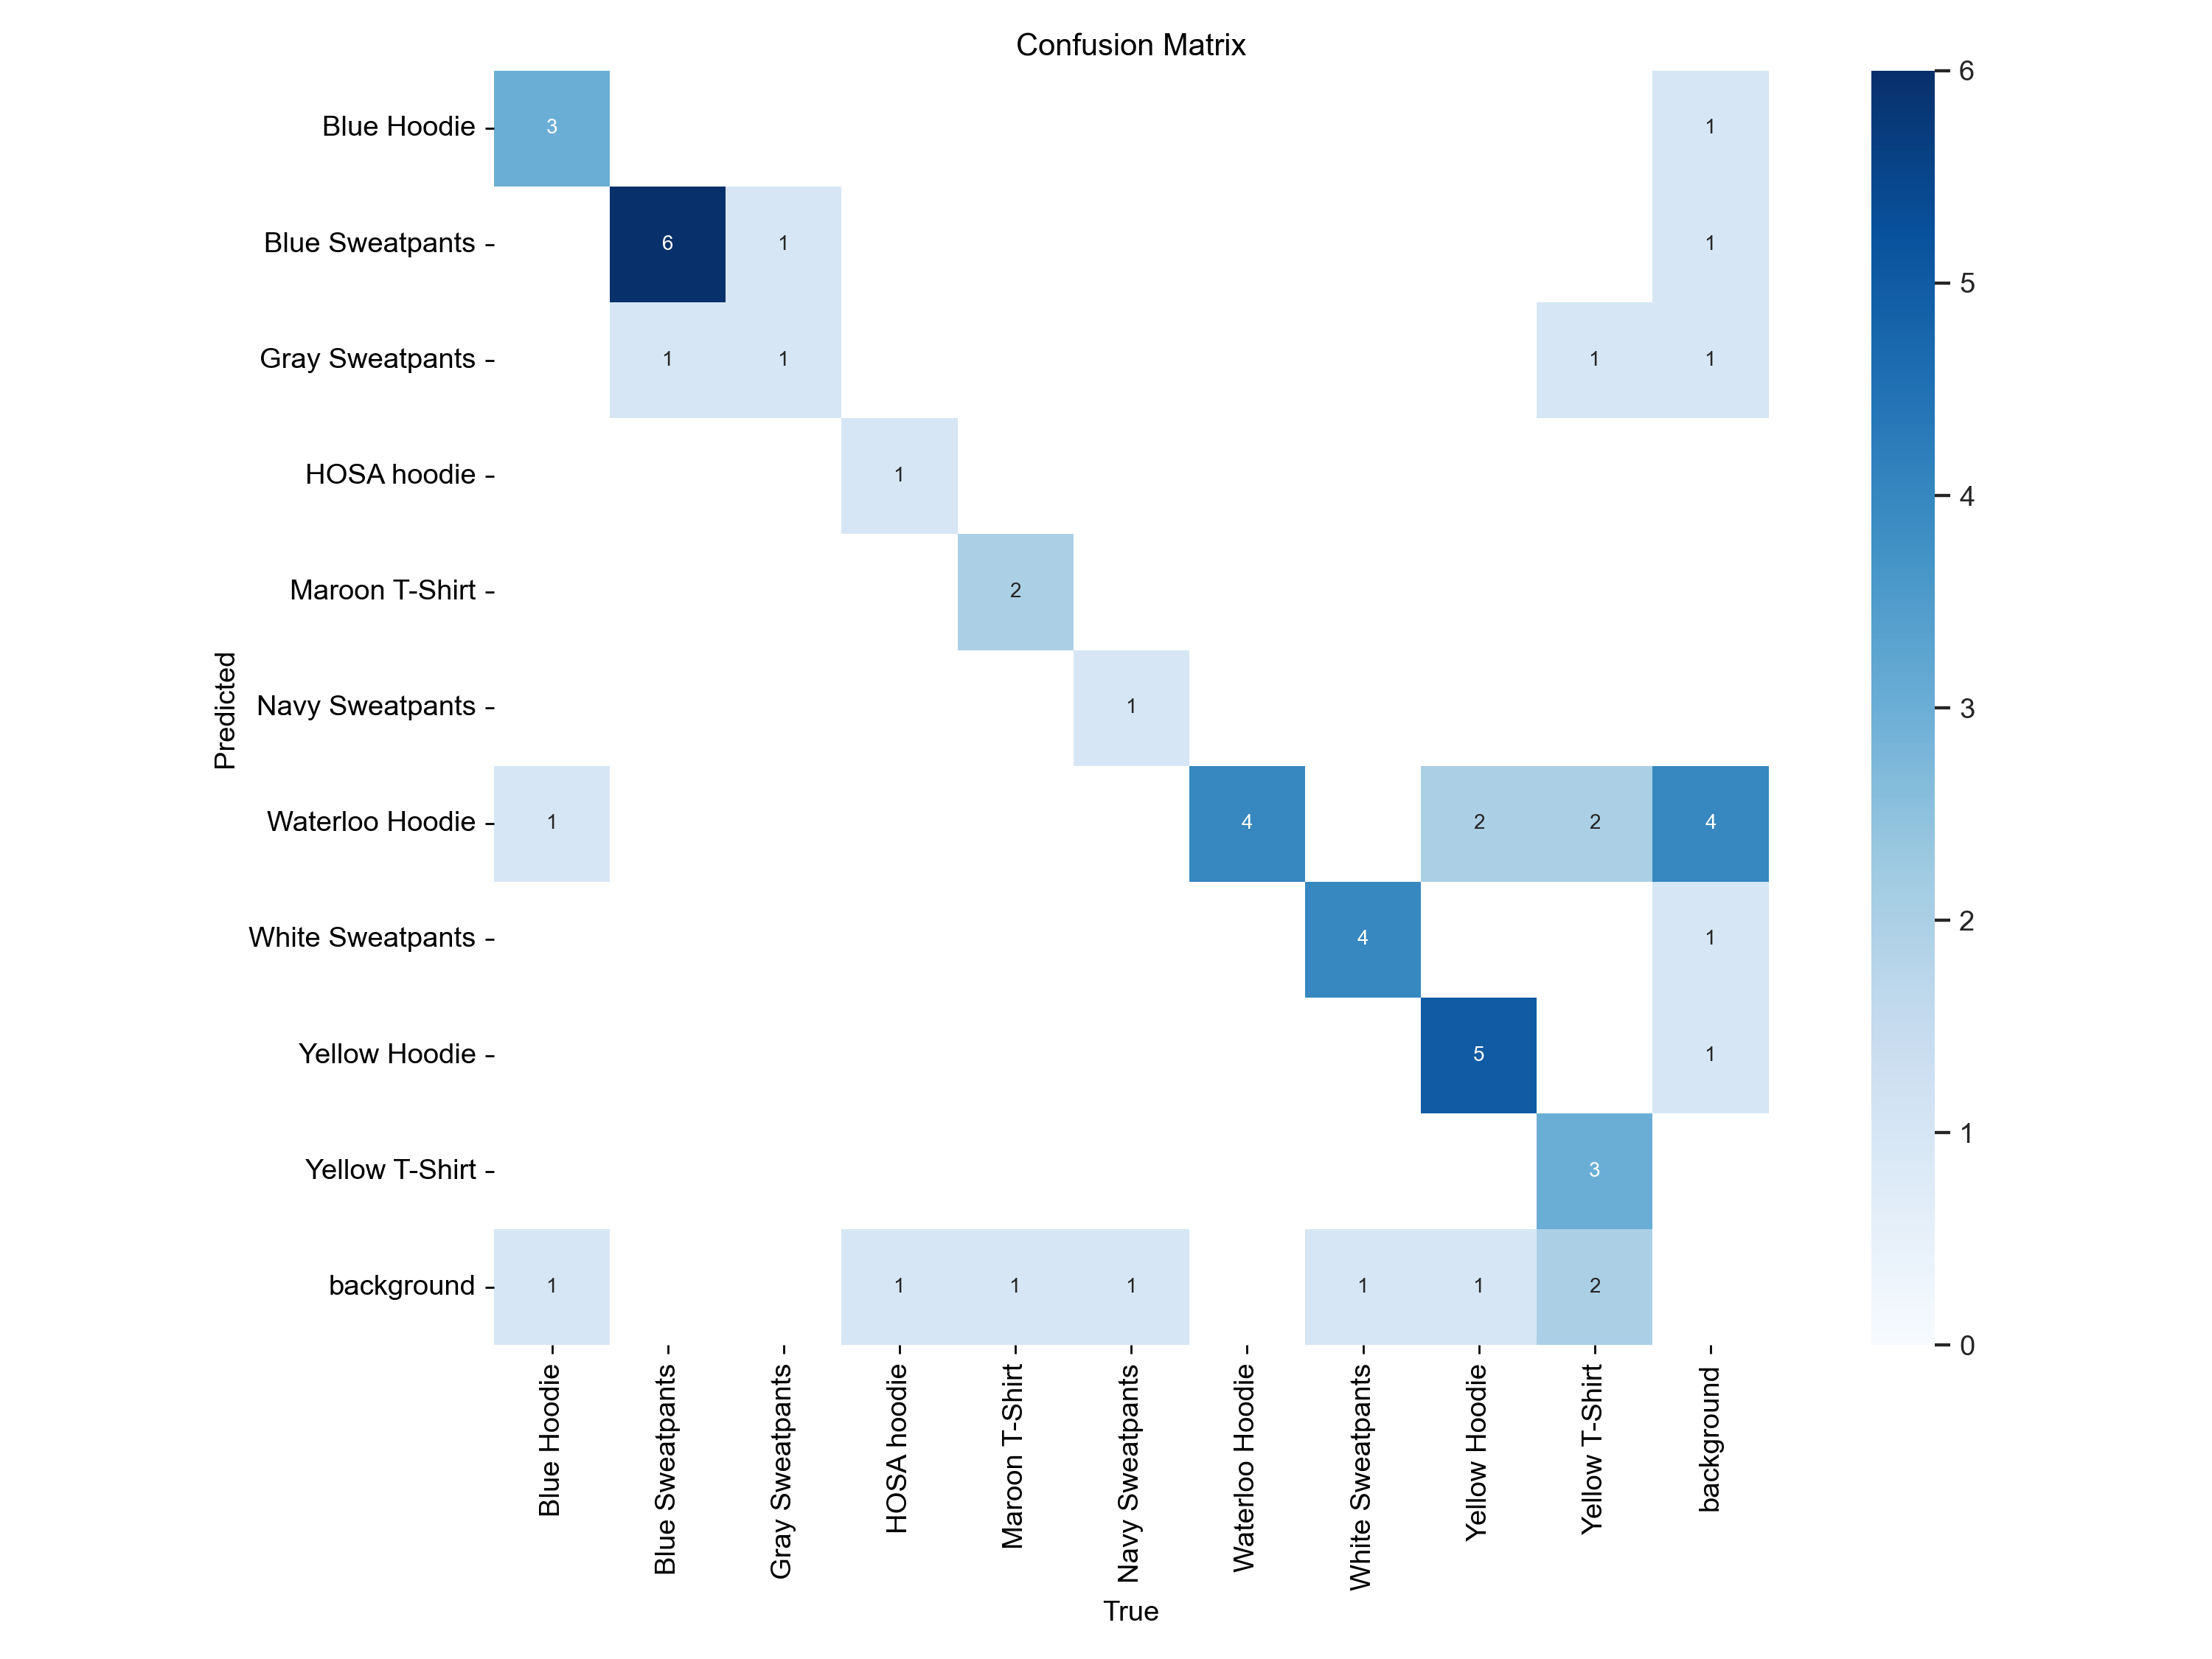 Confusion Matrix
Blue Hoodie
3
1
6
Blue Sweatpants
6
1
1
5
Gray Sweatpants
1
1
1
1
4
HOSA hoodie
1
Maroon T-Shirt
2
Predicted
Navy Sweatpants
1
3
Waterloo Hoodie
1
4
2
2
4
White Sweatpants
4
1
2
Yellow Hoodie
5
1
1
Yellow T-Shirt
3
background
1
1
1
1
1
1
2
0
Blue Hoodie
Blue Sweatpants
Gray Sweatpants
HOSA hoodie
Maroon T-Shirt
Navy Sweatpants
Waterloo Hoodie
White Sweatpants
Yellow Hoodie
Yellow T-Shirt
background
True